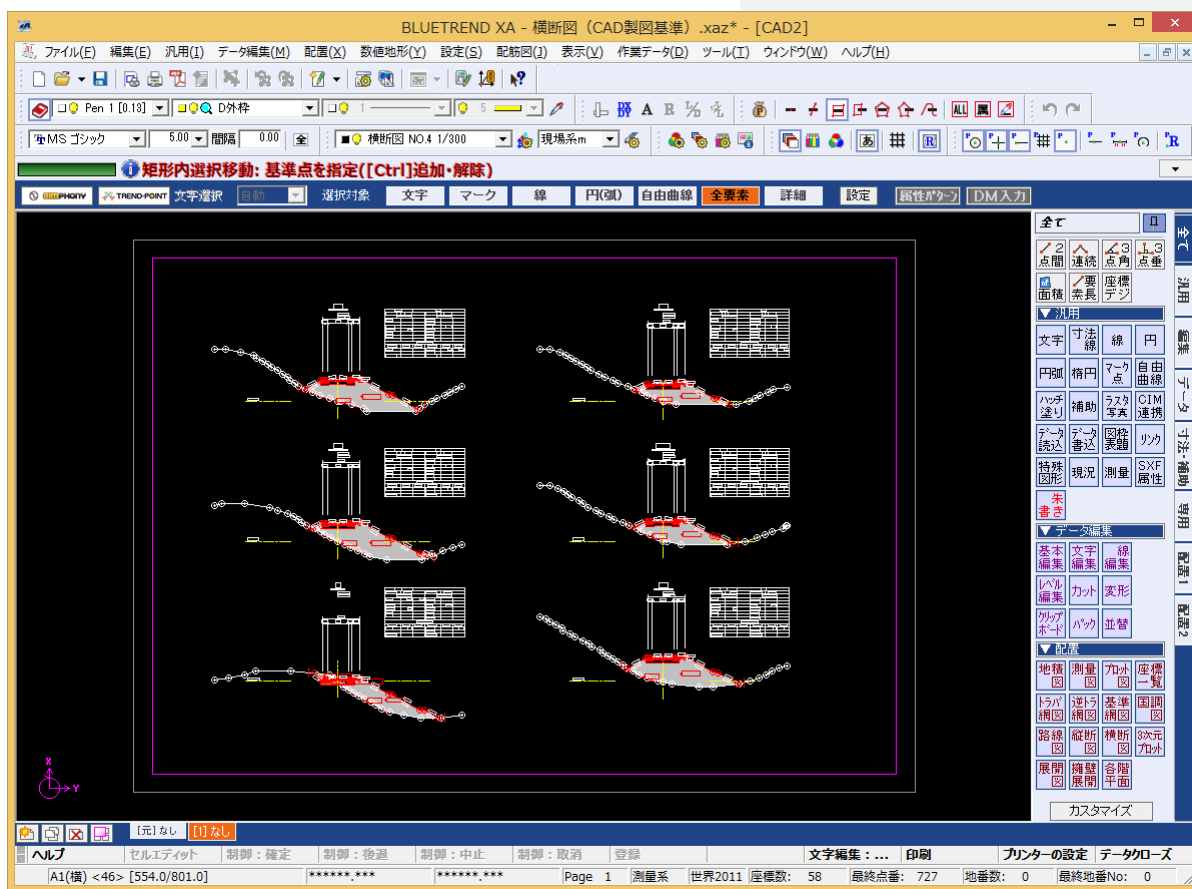 BLUETREND XA - 横断図（CAD製図基準）.xaz* - [CAD2]
ファイル(F) 編集(E) 汎用(I) データ編集(M) 配置(X) 数値地形(Y) 設定(S) 配筋図(J) 表示(V) 作業データ(D) ツール(T) ウィンドウ(W) ヘルプ(H)
Pen 1 [0.13] D外枠 1 5 A B ALL
MS ゴシック 5.00 間隔 0.00 全 横断図 NO.4 1/300 現場系m あ R R
矩形内選択移動: 基準点を指定([Ctrl]追加・解除)
TREND-POINT 文字選択 自動 選択対象 文字 マーク 線 円(弧) 自由曲線 全要素 詳細 設定 属性パターン DM入力
全て
2点間 連続 3点角 3点垂
面積 要素長 座標デジ
▼ 汎用
文字 寸法線 線 円
円弧 楕円 マーク点 自由曲線
ハッチ塗り 補助 ラスタ写真 CIM連携
データ読込 データ書込 図枠表題 リンク
特殊図形 現況 測量 SXF属性
朱書き
▼ データ編集
基本編集 文字編集 線編集
レベル編集 カット 変形
クリップボード パック 並替
▼ 配置
地積図 測量図 プロット図 座標一覧
トラバ網図 逆トラ網図 基準網図 国調図
路線図 縦断図 横断図 3次元プロット
展開図 擁壁展開 各階平面
カスタマイズ
全て
汎用
編集
データ
寸法・補助
専用
配置1
配置2
X
Y
[元] なし [1] なし
ヘルプ セルエディット 制御：確定 制御：後退 制御：中止 制御：取消 登録 文字編集：... 印刷 プリンターの設定 データクローズ
A1(横) <46> [554.0/801.0] ******.*** ******.*** Page 1 測量系 世界2011 座標数: 58 最終点番: 727 地番数: 0 最終地番No: 0